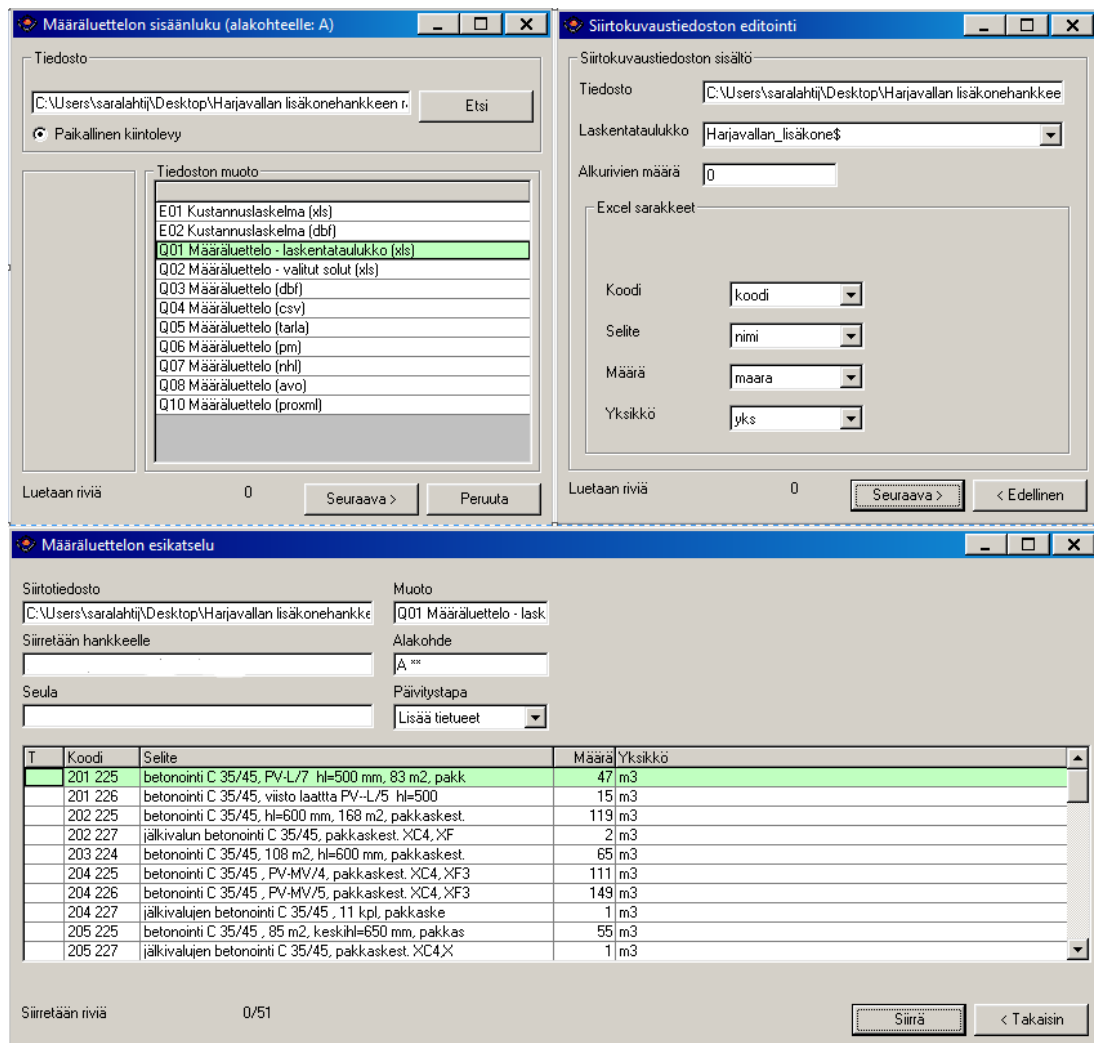 Määräluettelon sisäänluku (alakohteelle: A)
Tiedosto
C:\Users\saralahtij\Desktop\Harjavallan lisäkonehankkeen
Etsi
Paikallinen kiintolevy
Tiedoston muoto
E01 Kustannuslaskelma (xls)
E02 Kustannuslaskelma (dbf)
Q01 Määräluettelo - laskentataulukko (xls)
Q02 Määräluettelo - valitut solut (xls)
Q03 Määräluettelo (dbf)
Q04 Määräluettelo (csv)
Q05 Määräluettelo (tarla)
Q06 Määräluettelo (pm)
Q07 Määräluettelo (nhl)
Q08 Määräluettelo (avo)
Q10 Määräluettelo (proxml)
Luetaan riviä 0
Seuraava >
Peruuta
Siirtokuvaustiedoston editointi
Siirtokuvaustiedoston sisältö
Tiedosto C:\Users\saralahtij\Desktop\Harjavallan lisäkonehankkee
Laskentataulukko Harjavallan_lisäkone$
Alkurivien määrä 0
Excel sarakkeet
Koodi koodi
Selite nimi
Määrä maara
Yksikkö yks
Luetaan riviä 0
Seuraava >
< Edellinen
Määräluettelon esikatselu
Siirtotiedosto Muoto
C:\Users\saralahtij\Desktop\Harjavallan lisäkonehankke Q01 Määräluettelo - lask
Siirretään hankkeelle Alakohde
A **
Seula Päivitystapa
Lisää tietueet
T Koodi Selite Määrä Yksikkö
201 225 betonointi C 35/45, PV-L/7 hl=500 mm, 83 m2, pakk 47 m3
201 226 betonointi C 35/45, viisto laattta PV--L/5 hl=500 15 m3
202 225 betonointi C 35/45, hl=600 mm, 168 m2, pakkaskest. 119 m3
202 227 jälkivalun betonointi C 35/45, pakkaskest. XC4, XF 2 m3
203 224 betonointi C 35/45, 108 m2, hl=600 mm, pakkaskest. 65 m3
204 225 betonointi C 35/45 , PV-MV/4, pakkaskest. XC4, XF3 111 m3
204 226 betonointi C 35/45 , PV-MV/5, pakkaskest. XC4, XF3 149 m3
204 227 jälkivalujen betonointi C 35/45 , 11 kpl, pakkaske 1 m3
205 225 betonointi C 35/45 , 85 m2, keskihl=650 mm, pakkas 55 m3
205 227 jälkivalujen betonointi C 35/45, pakkaskest. XC4,X 1 m3
Siirretään riviä 0/51
Siirrä
< Takaisin